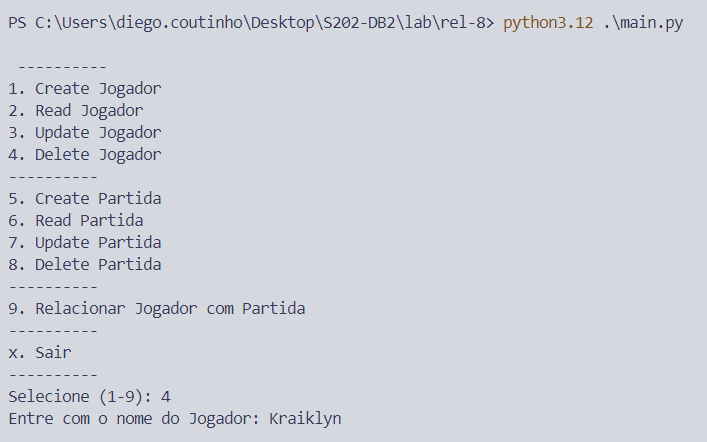 PS C:\Users\diego.coutinho\Desktop\S202-DB2\lab\rel-8> python3.12 .\main.py
----------
1. Create Jogador
2. Read Jogador
3. Update Jogador
4. Delete Jogador
----------
5. Create Partida
6. Read Partida
7. Update Partida
8. Delete Partida
----------
9. Relacionar Jogador com Partida
----------
x. Sair
----------
Selecione (1-9): 4
Entre com o nome do Jogador: Kraiklyn